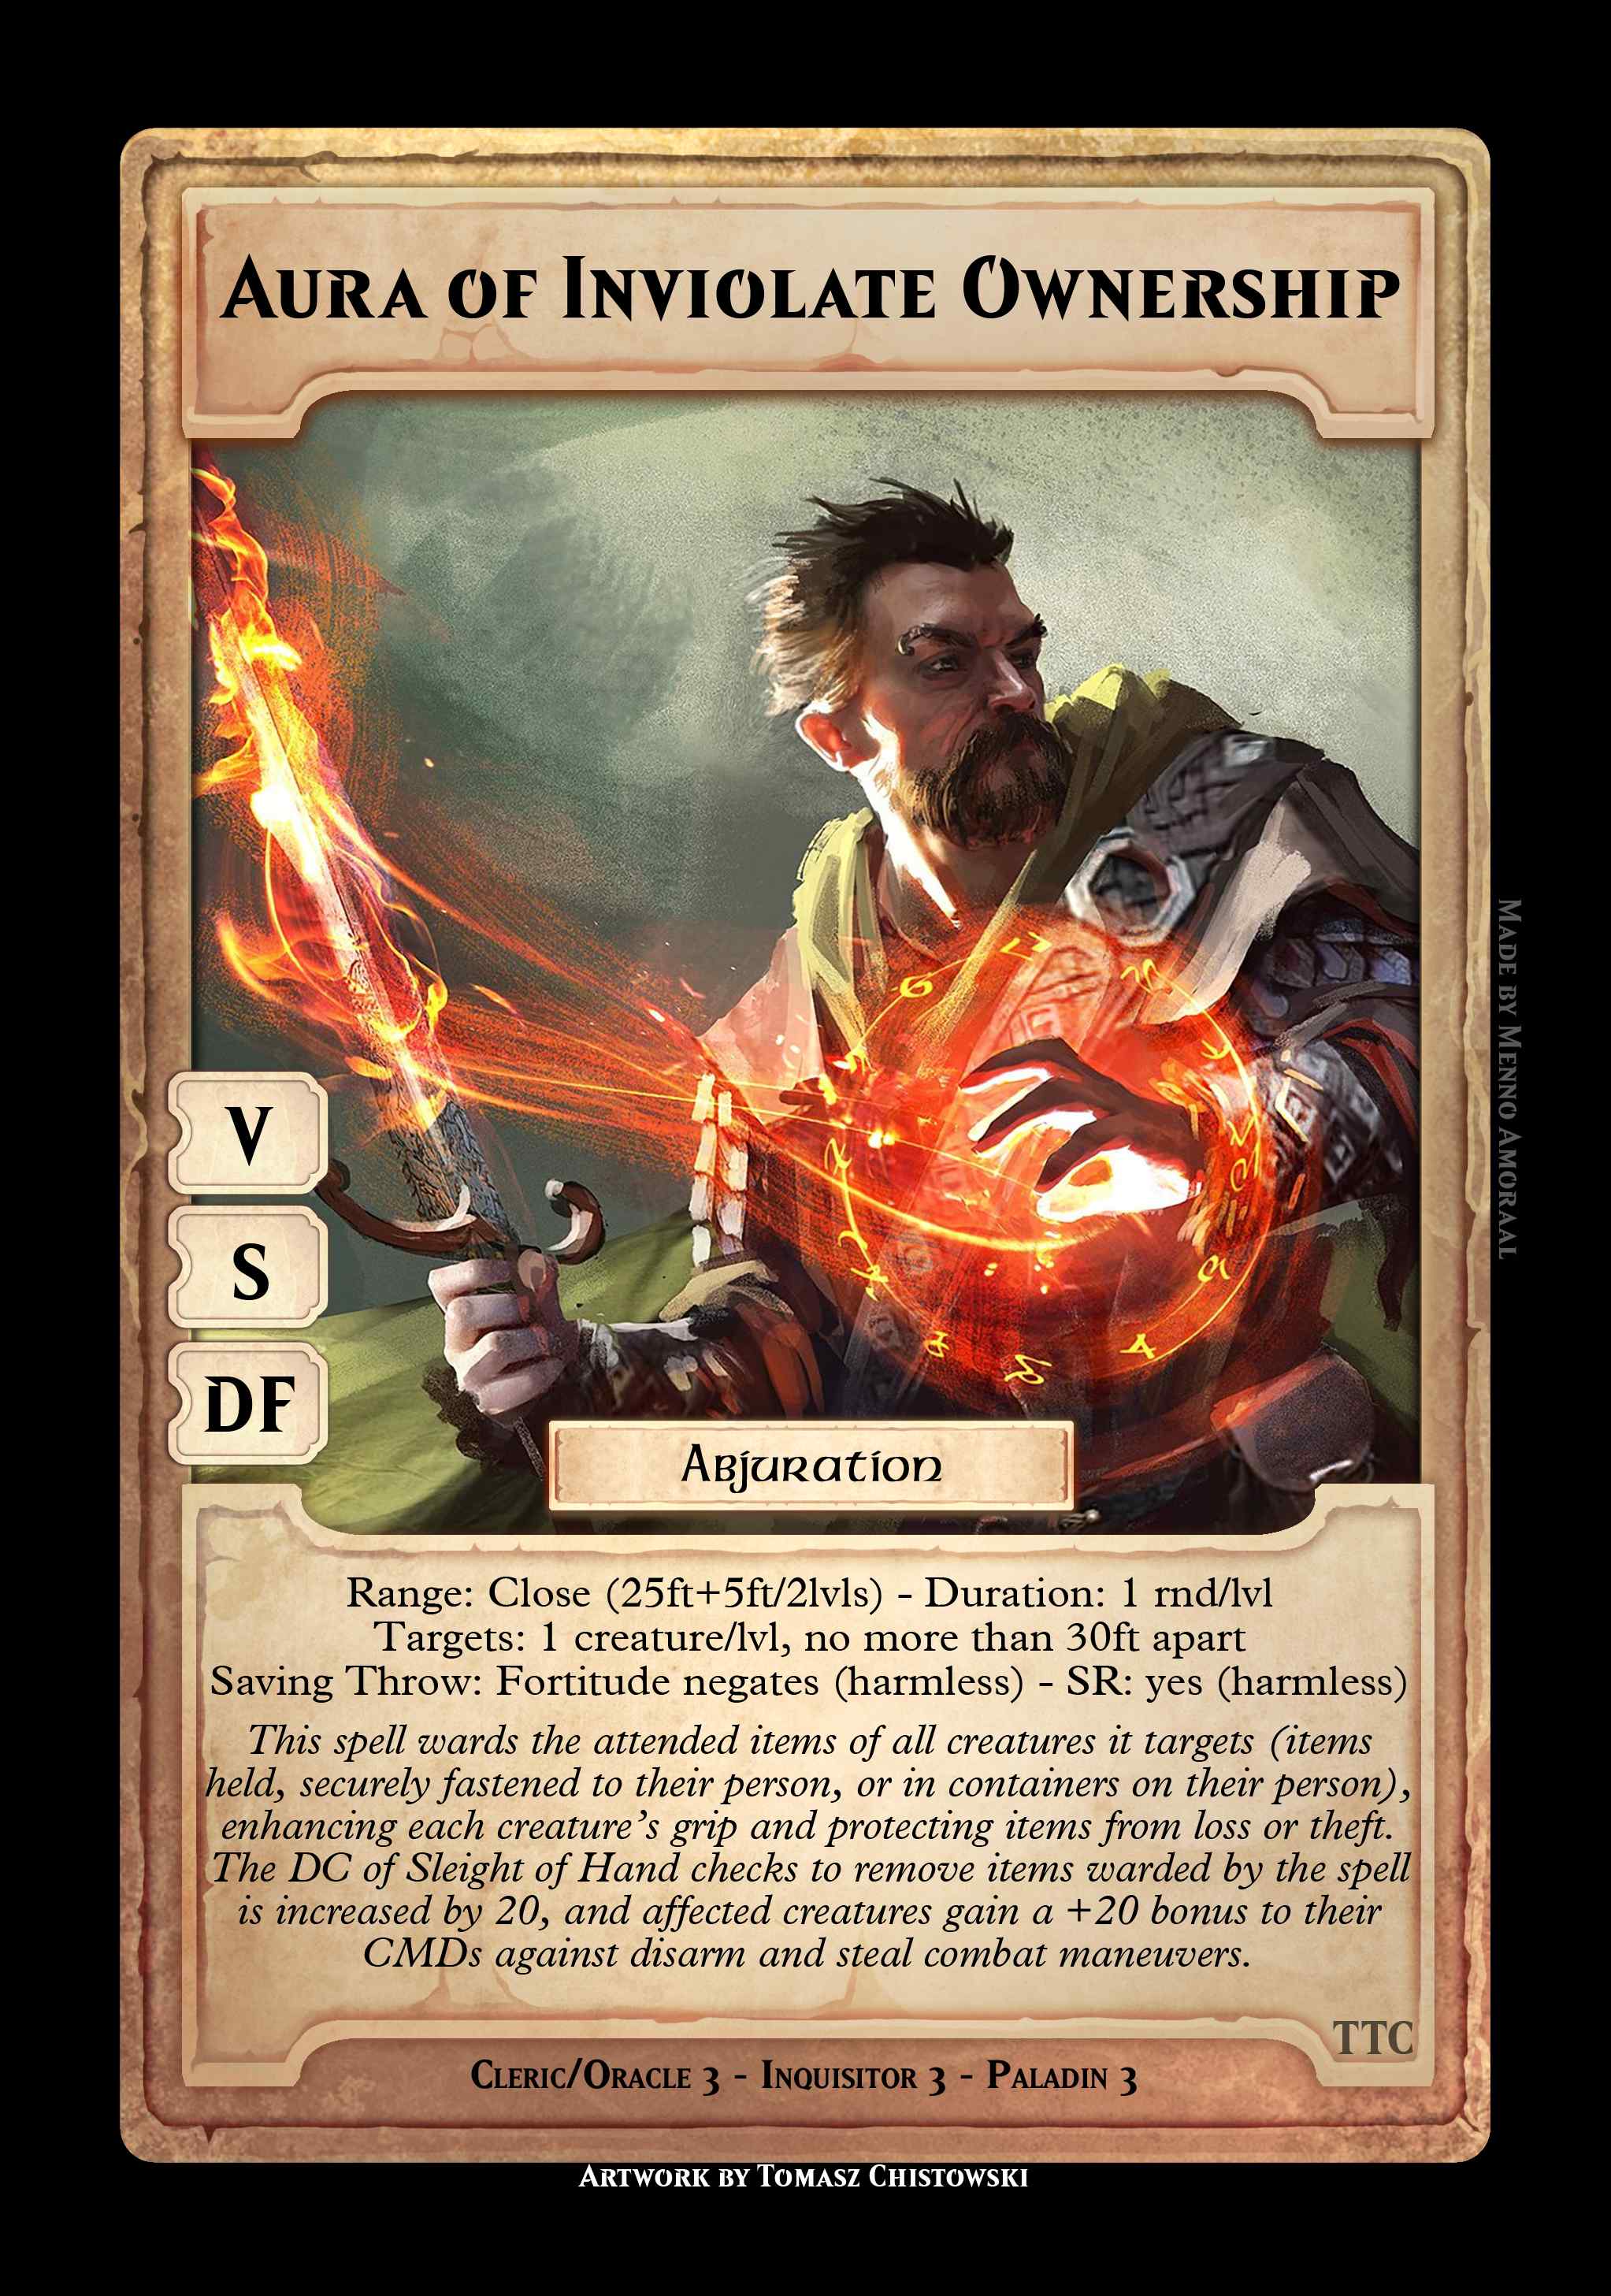 Aura of Inviolate Ownership
V
S
DF
Abjuration
Range: Close (25ft+5ft/2lvls) - Duration: 1 rnd/lvl
Targets: 1 creature/lvl, no more than 30ft apart
Saving Throw: Fortitude negates (harmless) - SR: yes (harmless)
This spell wards the attended items of all creatures it targets (items
held, securely fastened to their person, or in containers on their person),
enhancing each creature's grip and protecting items from loss or theft.
The DC of Sleight of Hand checks to remove items warded by the spell
is increased by 20, and affected creatures gain a +20 bonus to their
CMDs against disarm and steal combat maneuvers.
TTC
Cleric/Oracle 3 - Inquisitor 3 - Paladin 3
Artwork by Tomasz Chistowski
Made by Menno Amoraal